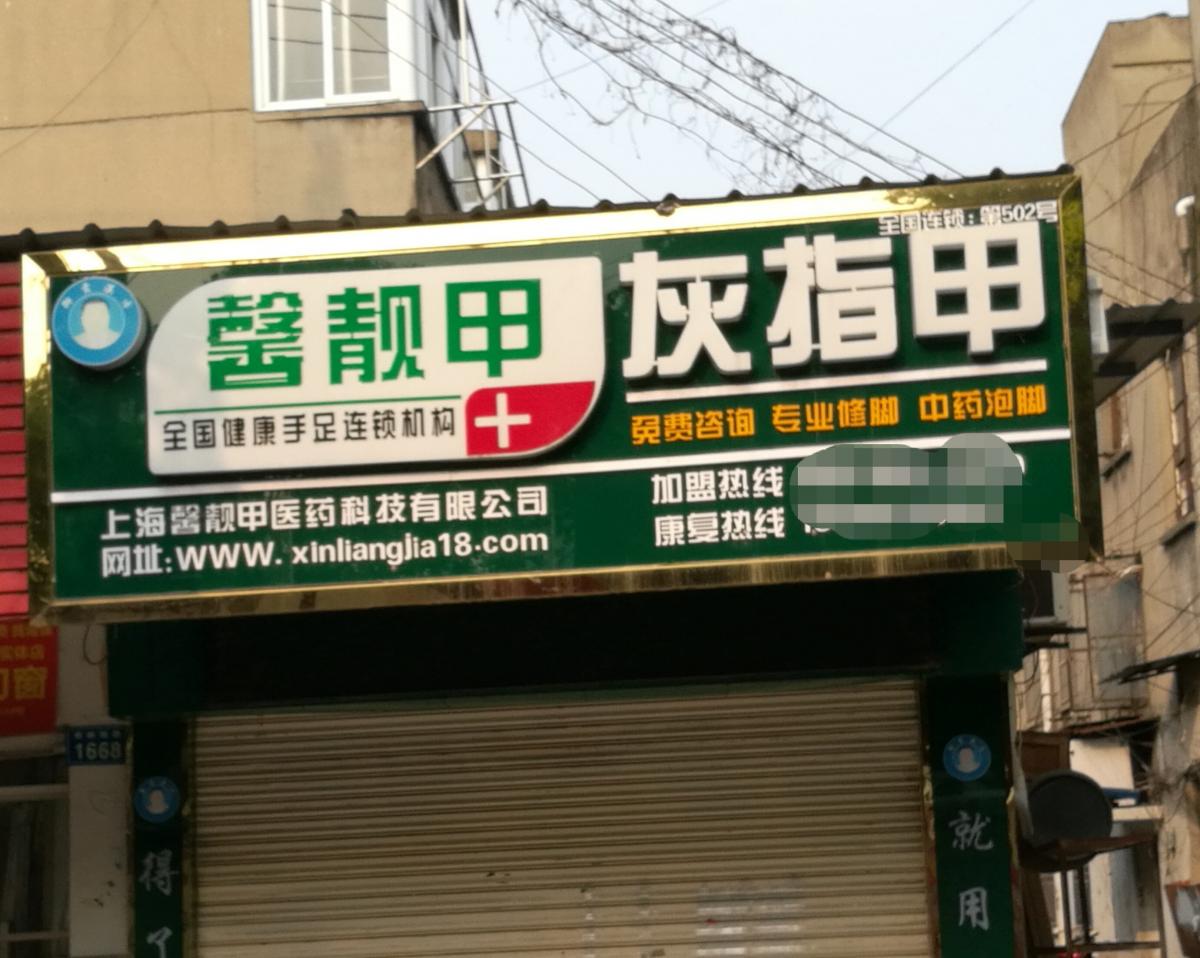 全国连锁：第502号
馨靓甲
灰指甲
全国健康手足连锁机构
免费咨询 专业修脚 中药泡脚
上海馨靓甲医药科技有限公司
加盟热线
网址:WWW. xinliangjia18.com
康复热线
1668
得了
就用